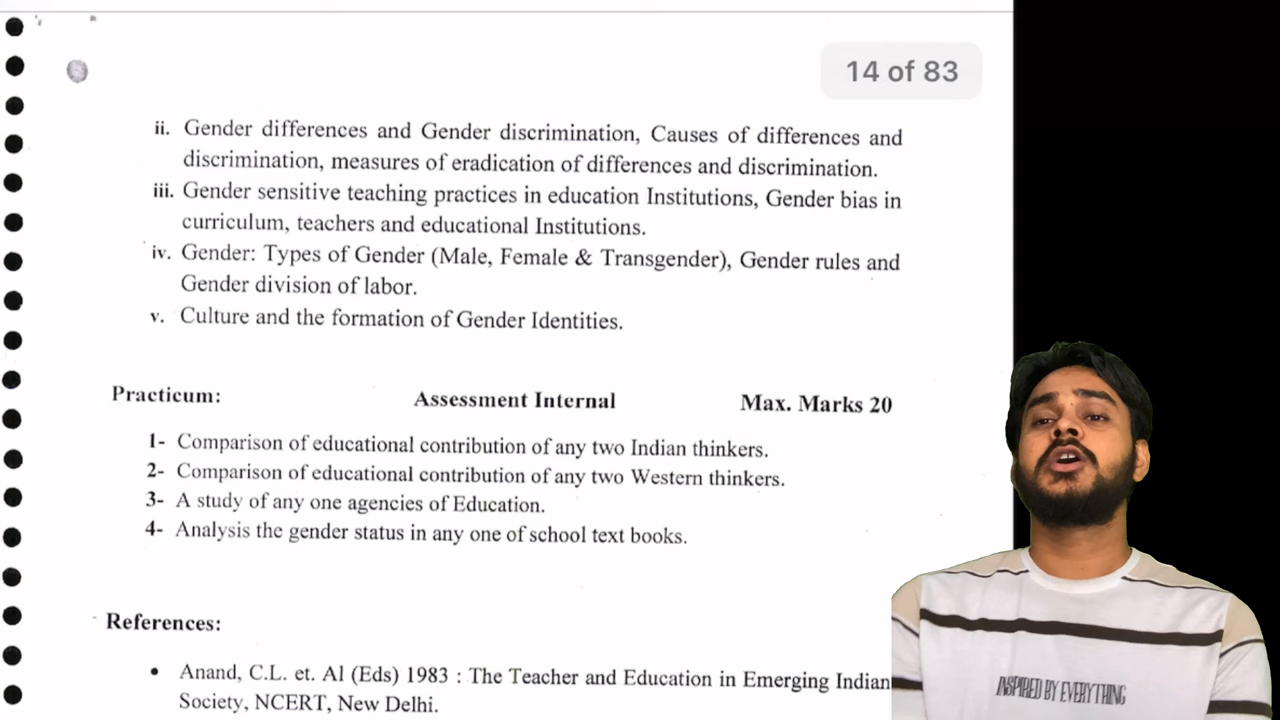 14 of 83
ii. Gender differences and Gender discrimination, Causes of differences and
discrimination, measures of eradication of differences and discrimination.
iii. Gender sensitive teaching practices in education Institutions, Gender bias in
curriculum, teachers and educational Institutions.
iv. Gender: Types of Gender (Male, Female & Transgender), Gender rules and
Gender division of labor.
v. Culture and the formation of Gender Identities.
Practicum: Assessment Internal Max. Marks 20
1- Comparison of educational contribution of any two Indian thinkers.
2- Comparison of educational contribution of any two Western thinkers.
3- A study of any one agencies of Education.
4- Analysis the gender status in any one of school text books.
References:
• Anand, C.L. et. Al (Eds) 1983 : The Teacher and Education in Emerging Indian
Society, NCERT, New Delhi.
INSPIRED BY EVERYTHING